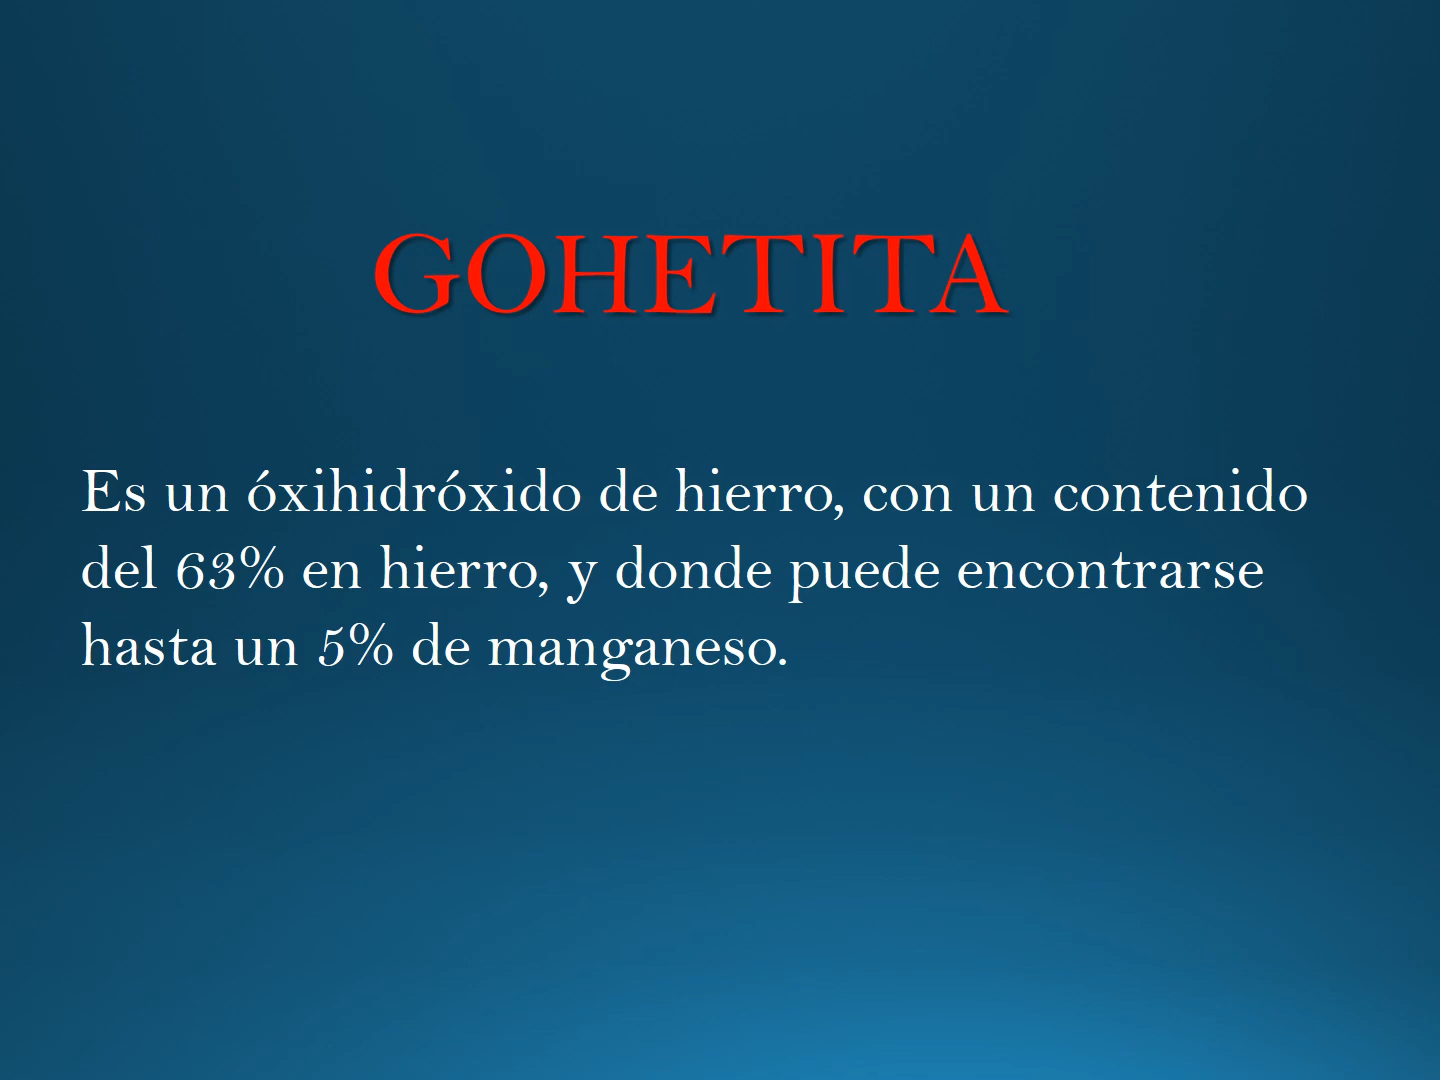 GOHETITA
Es un óxihidróxido de hierro, con un contenido
del 63% en hierro, y donde puede encontrarse
hasta un 5% de manganeso.